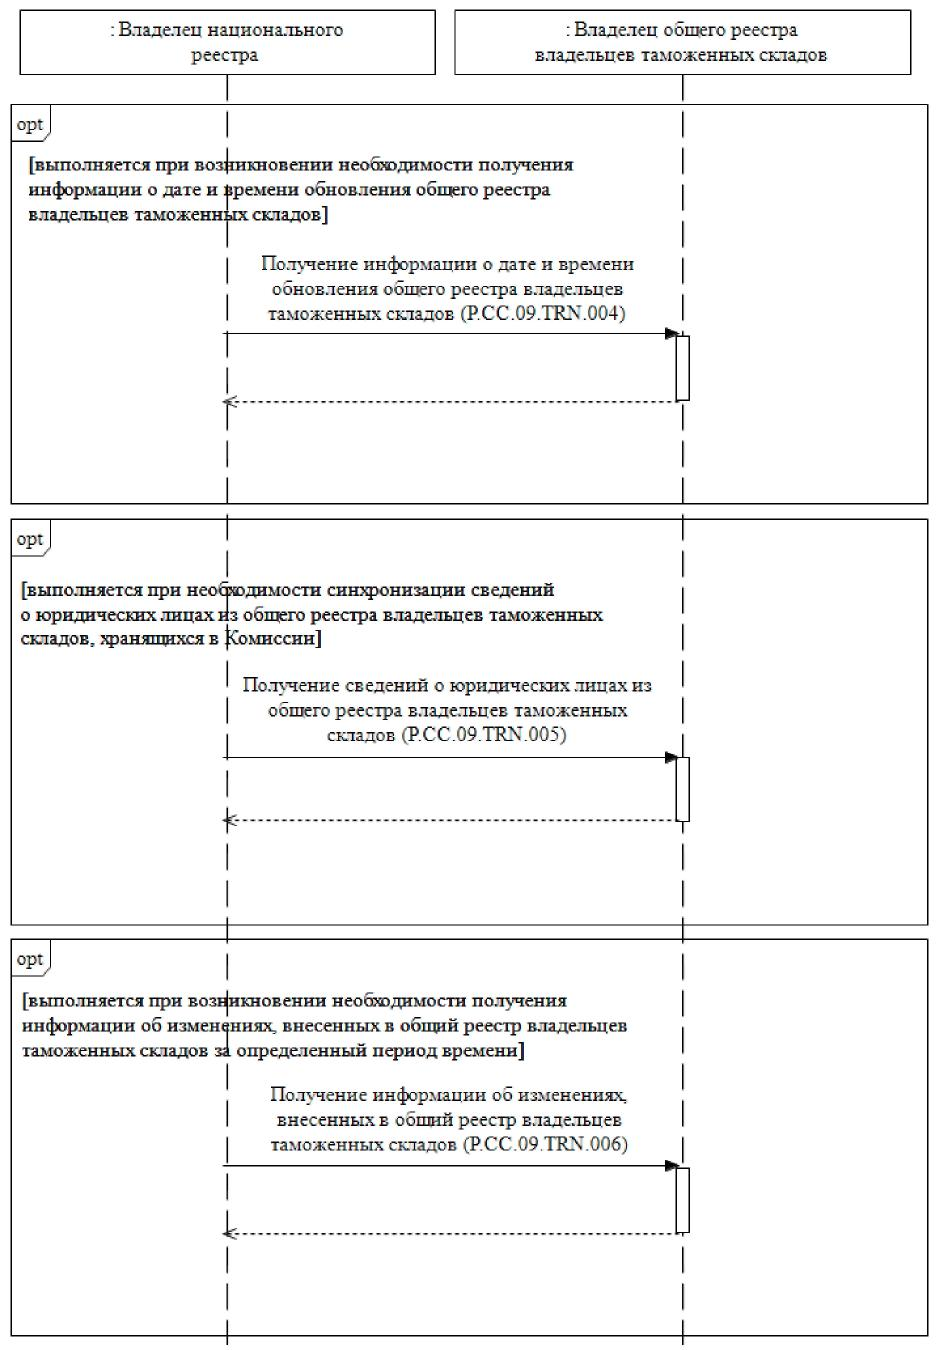 : Владелец национального
реестра
: Владелец общего реестра
владельцев таможенных складов
opt
[выполняется при возникновении необходимости получения
информации о дате и времени обновления общего реестра
владельцев таможенных складов]
Получение информации о дате и времени
обновления общего реестра владельцев
таможенных складов (P.CC.09.TRN.004)
opt
[выполняется при необходимости синхронизации сведений
о юридических лицах из общего реестра владельцев таможенных
складов, хранящихся в Комиссии]
Получение сведений о юридических лицах из
общего реестра владельцев таможенных
складов (P.CC.09.TRN.005)
opt
[выполняется при возникновении необходимости получения
информации об изменениях, внесенных в общий реестр владельцев
таможенных складов за определенный период времени]
Получение информации об изменениях,
внесенных в общий реестр владельцев
таможенных складов (P.CC.09.TRN.006)